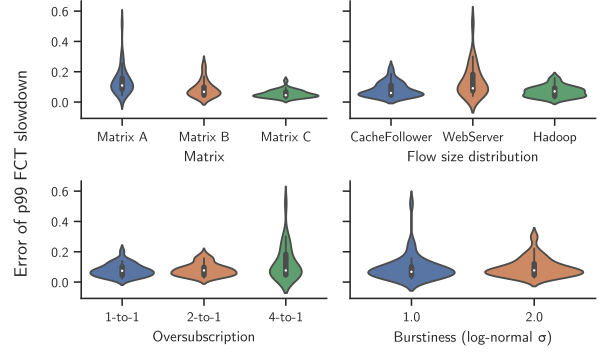 Error of p99 FCT slowdown
0.6
0.4
0.2
0.0
Matrix A Matrix B Matrix C
Matrix
CacheFollower WebServer Hadoop
Flow size distribution
0.6
0.4
0.2
0.0
1-to-1 2-to-1 4-to-1
Oversubscription
1.0 2.0
Burstiness (log-normal σ)